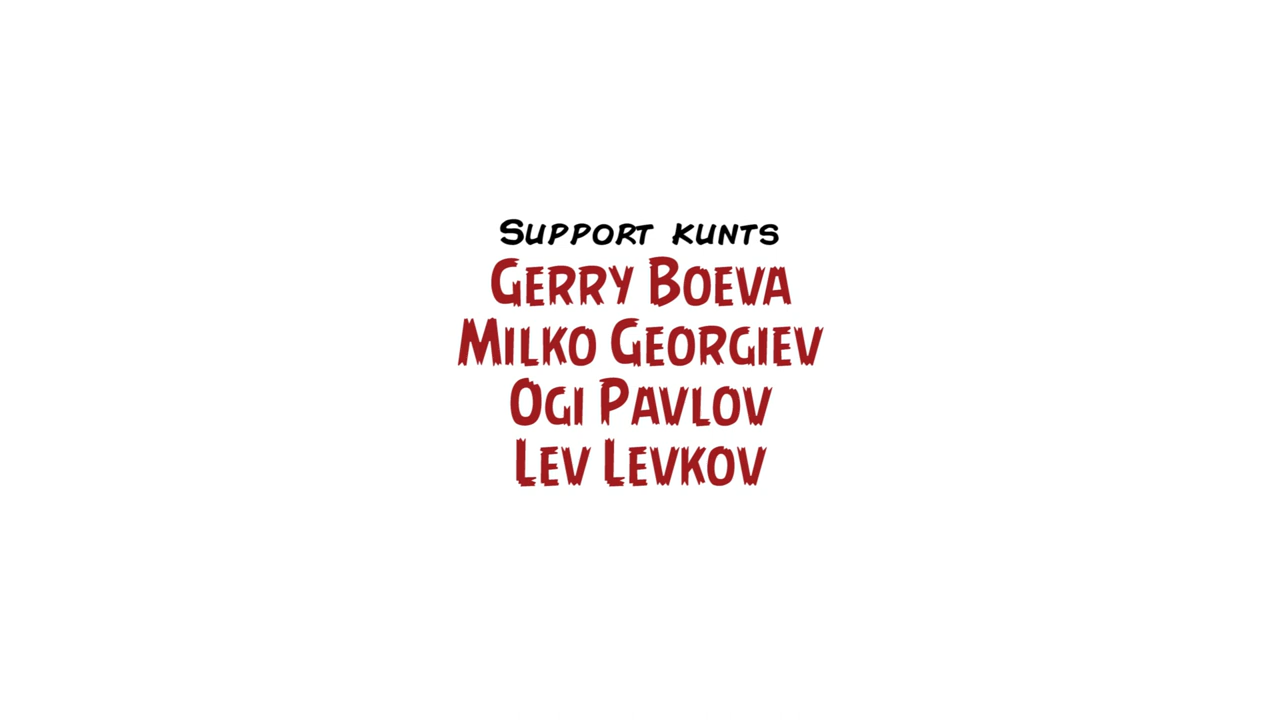 Support kunts
Gerry Boeva
Milko Georgiev
Ogi Pavlov
Lev Levkov